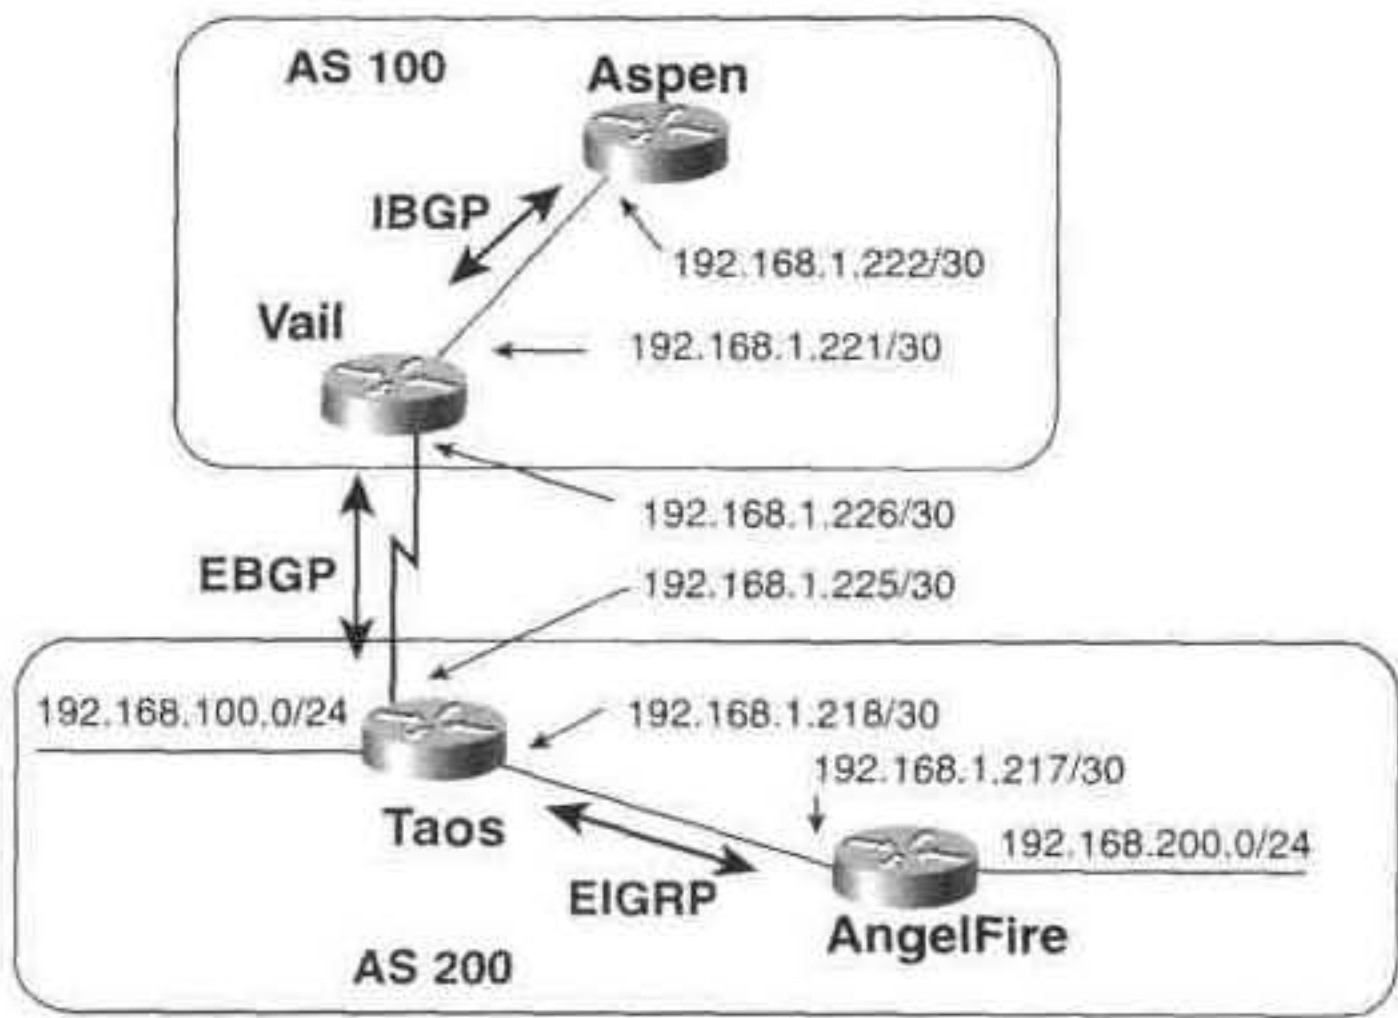 AS 100
Aspen
IBGP
192.168.1.222/30
Vail
192.168.1.221/30
192.168.1.226/30
EBGP
192.168.1.225/30
192.168.100.0/24
192.168.1.218/30
192.168.1.217/30
Taos
192.168.200.0/24
EIGRP
AngelFire
AS 200